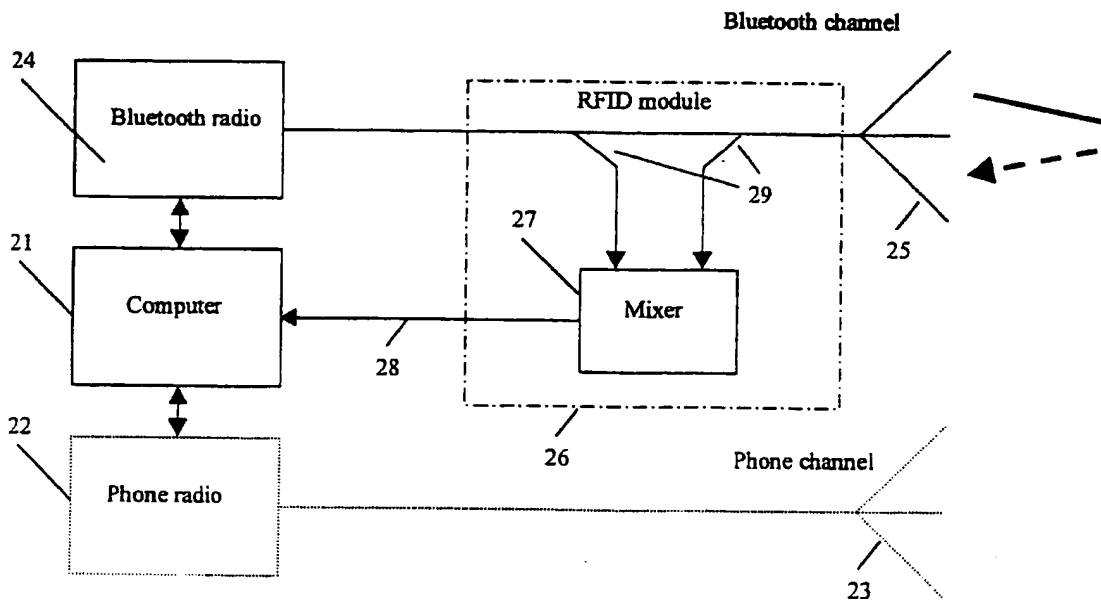 Bluetooth channel
24
RFID module
Bluetooth radio
29
21
27
25
Computer
Mixer
28
22
26
Phone channel
Phone radio
23